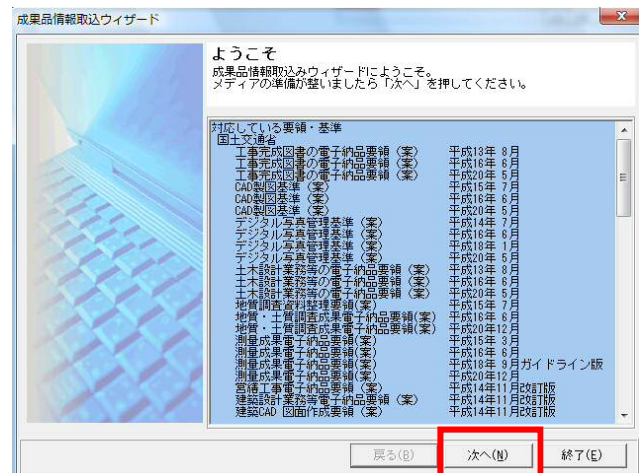 成果品情報取込ウィザード
ようこそ
成果品情報取込みウィザードにようこそ。
メディアの準備が整いましたら「次へ」を押してください。
対応している要領・基準
国土交通省
工事完成図書の電子納品要領（案） 平成13年 8月
工事完成図書の電子納品要領（案） 平成16年 6月
工事完成図書の電子納品要領（案） 平成20年 5月
CAD製図基準（案） 平成15年 7月
CAD製図基準（案） 平成16年 6月
CAD製図基準（案） 平成20年 5月
デジタル写真管理基準（案） 平成14年 7月
デジタル写真管理基準（案） 平成16年 6月
デジタル写真管理基準（案） 平成18年 1月
デジタル写真管理基準（案） 平成20年 5月
土木設計業務等の電子納品要領（案） 平成13年 8月
土木設計業務等の電子納品要領（案） 平成16年 6月
土木設計業務等の電子納品要領（案） 平成20年 5月
地質調査資料整理要領(案) 平成15年 7月
地質・土質調査成果電子納品要領(案) 平成16年 6月
地質・土質調査成果電子納品要領(案) 平成20年12月
測量成果電子納品要領(案) 平成15年 3月
測量成果電子納品要領(案) 平成16年 6月
測量成果電子納品要領(案) 平成18年 9月ガイドライン版
測量成果電子納品要領(案) 平成20年12月
営繕工事電子納品要領（案） 平成14年11月改訂版
建築設計業務等電子納品要領（案） 平成14年11月改訂版
建築CAD 図面作成要領（案） 平成14年11月改訂版
戻る(B) 次へ(N) 終了(E)